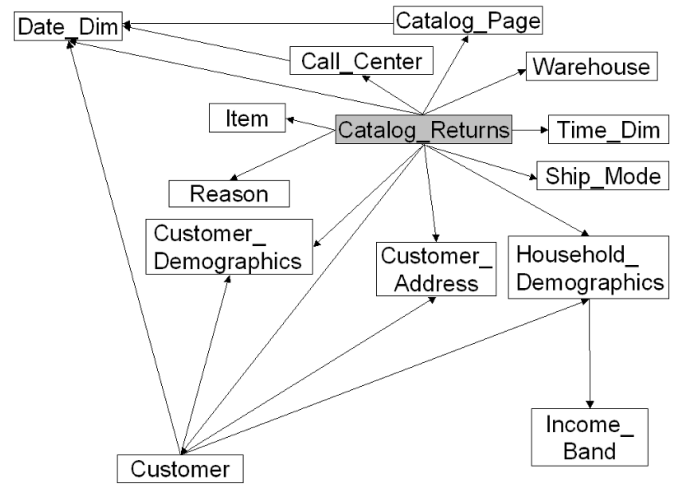 Date_Dim
Catalog_Page
Call_Center
Warehouse
Item
Catalog_Returns
Time_Dim
Ship_Mode
Reason
Customer_
Demographics
Customer_
Address
Household_
Demographics
Income_
Band
Customer